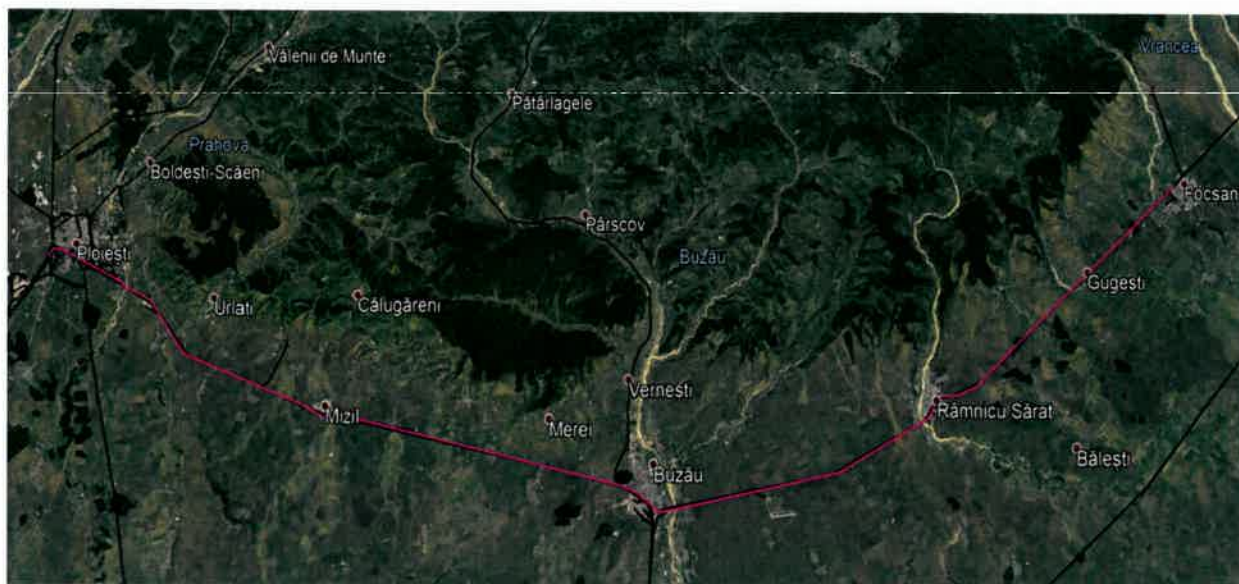 Vrancea
Vălenii de Munte
Pătârlagele
Prahova
Boldești-Scăeni
Focșan
Pârscov
Ploiești
Buzău
Gugești
Urlați
Călugăreni
Vernești
Mizil
Râmnicu Sărat
Merei
Bălești
Buzău